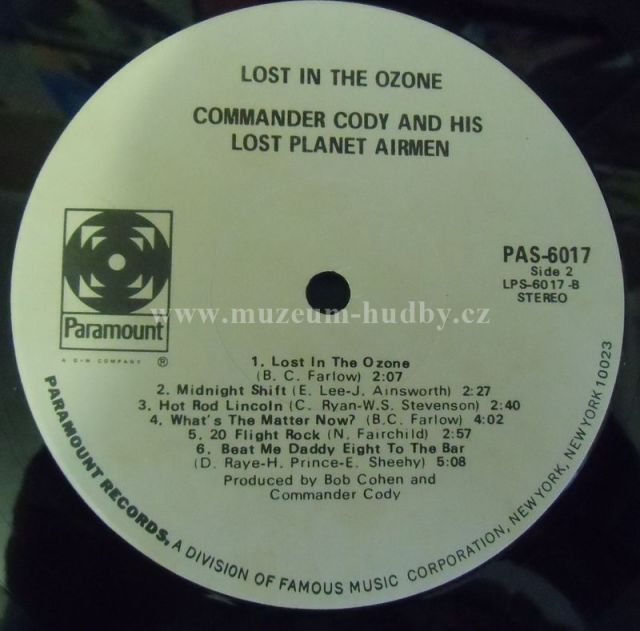 LOST IN THE OZONE
COMMANDER CODY AND HIS
LOST PLANET AIRMEN
PAS-6017
Side 2
LPS-6017-B
STEREO
Paramount
A G+W COMPANY ®
www.muzeum-hudby.cz
1. Lost In The Ozone
(B. C. Farlow) 2:07
2. Midnight Shift (E. Lee-J. Ainsworth) 2:27
3. Hot Rod Lincoln (C. Ryan-W.S. Stevenson) 2:40
4. What's The Matter Now? (B.C. Farlow) 4:02
5. 20 Flight Rock (N. Fairchild) 2:57
6. Beat Me Daddy Eight To The Bar
(D. Raye-H. Prince-E. Sheehy) 5:08
Produced by Bob Cohen and
Commander Cody
PARAMOUNT RECORDS, A DIVISION OF FAMOUS MUSIC CORPORATION, NEW YORK, NEW YORK 10023